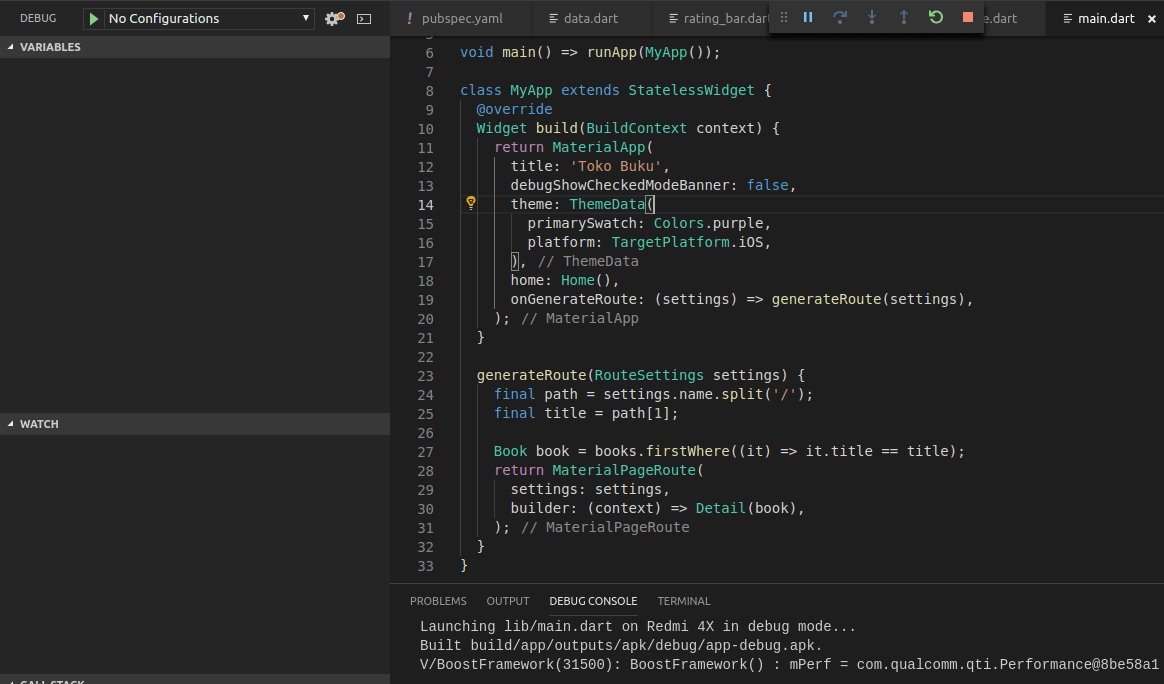 DEBUG No Configurations
! pubspec.yaml
data.dart
rating_bar.dart
e.dart
main.dart
VARIABLES
WATCH
CALL STACK
6 void main() => runApp(MyApp());
7
8 class MyApp extends StatelessWidget {
9 @override
10 Widget build(BuildContext context) {
11 return MaterialApp(
12 title: 'Toko Buku',
13 debugShowCheckedModeBanner: false,
14 theme: ThemeData(
15 primarySwatch: Colors.purple,
16 platform: TargetPlatform.iOS,
17 ), // ThemeData
18 home: Home(),
19 onGenerateRoute: (settings) => generateRoute(settings),
20 ); // MaterialApp
21 }
22
23 generateRoute(RouteSettings settings) {
24 final path = settings.name.split('/');
25 final title = path[1];
26
27 Book book = books.firstWhere((it) => it.title == title);
28 return MaterialPageRoute(
29 settings: settings,
30 builder: (context) => Detail(book),
31 ); // MaterialPageRoute
32 }
33 }
PROBLEMS OUTPUT DEBUG CONSOLE TERMINAL
Launching lib/main.dart on Redmi 4X in debug mode...
Built build/app/outputs/apk/debug/app-debug.apk.
V/BoostFramework(31500): BoostFramework() : mPerf = com.qualcomm.qti.Performance@8be58a1